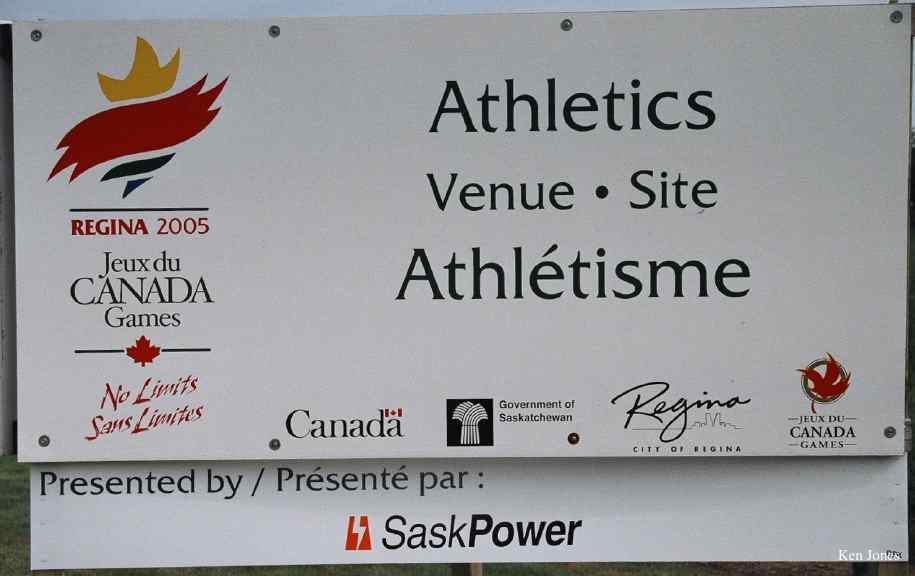 Athletics
Venue • Site
Athlétisme
REGINA 2005
Jeux du
CANADA
Games
No Limits
Sans Limites
Canada
Government of
Saskatchewan
Regina
CITY OF REGINA
JEUX DU
CANADA
GAMES
Presented by / Présenté par :
SaskPower
Ken Jones